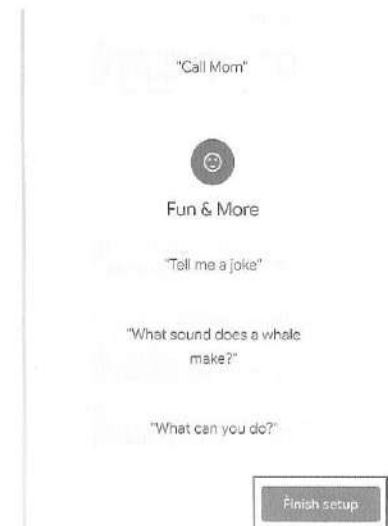 "Call Mom"
Fun & More
"Tell me a joke"
"What sound does a whale
make?"
"What can you do?"
Finish setup